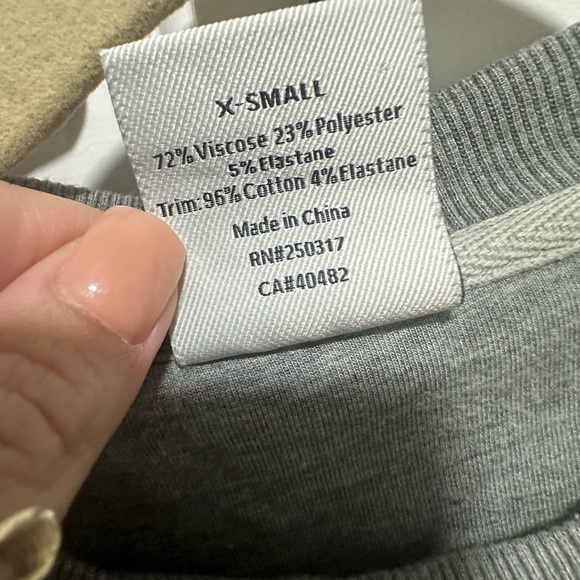 X-SMALL
72% Viscose 23% Polyester
5% Elastane
Trim: 96% Cotton 4% Elastane
Made in China
RN#250317
CA#40482